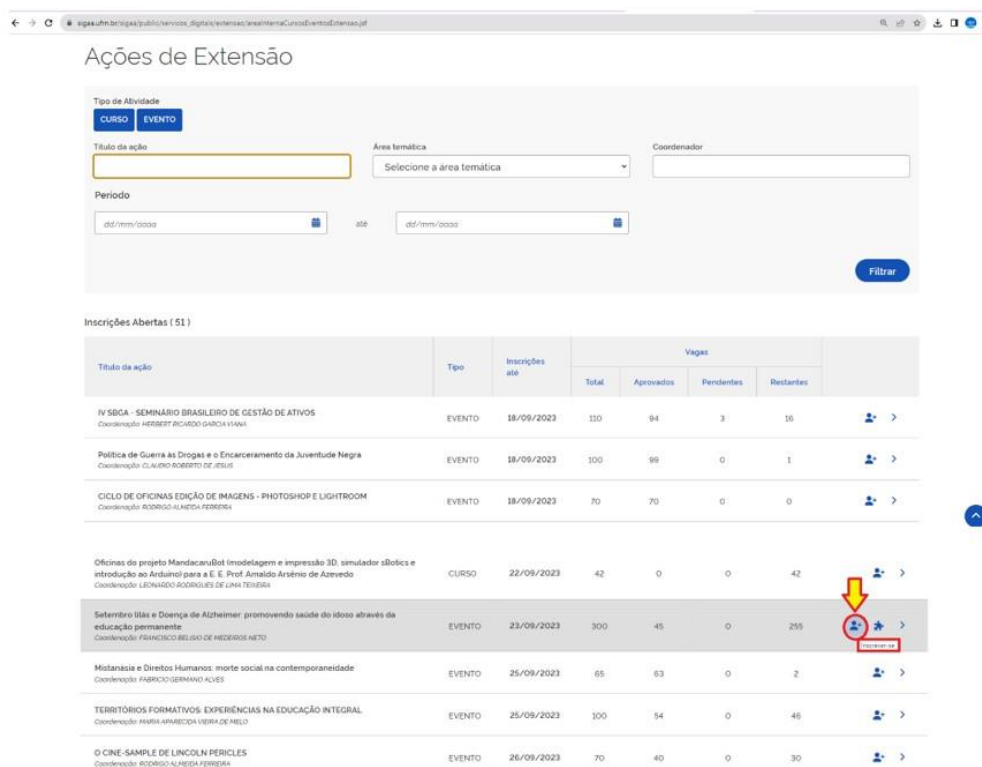 sigaa.ufrn.br/sigaa/public/servicos_digitais/extensao/areaInternaCursosEventosExtensao.jsf
Ações de Extensão
Tipo de Atividade
CURSO EVENTO
Título da ação Área temática Coordenador
Selecione a área temática
Período
dd/mm/aaaa até dd/mm/aaaa
Filtrar
Inscrições Abertas ( 51 )
Título da ação Tipo Inscrições até Vagas
Total Aprovados Pendentes Restantes
IV SBGA - SEMINÁRIO BRASILEIRO DE GESTÃO DE ATIVOS
Coordenação: HERBERT RICARDO GARCIA VIANA
EVENTO 18/09/2023 110 94 3 16
Política de Guerra às Drogas e o Encarceramento da Juventude Negra
Coordenação: CLAUDIO ROBERTO DE JESUS
EVENTO 18/09/2023 100 99 0 1
CICLO DE OFICINAS EDIÇÃO DE IMAGENS - PHOTOSHOP E LIGHTROOM
Coordenação: RODRIGO ALMEIDA FERREIRA
EVENTO 18/09/2023 70 70 0 0
Oficinas do projeto MandacaruBot (modelagem e impressão 3D, simulador sBotics e
introdução ao Arduino) para a E. E. Prof. Arnaldo Arsênio de Azevedo
Coordenação: LEONARDO RODRIGUES DE LIMA TEIXEIRA
CURSO 22/09/2023 42 0 0 42
Setembro lilás e Doença de Alzheimer: promovendo saúde do idoso através da
educação permanente
Coordenação: FRANCISCO BELISIO DE MEDEIROS NETO
EVENTO 23/09/2023 300 45 0 255
Inscrever-se
Mistanásia e Direitos Humanos: morte social na contemporaneidade
Coordenação: FABRICIO GERMANO ALVES
EVENTO 25/09/2023 65 63 0 2
TERRITÓRIOS FORMATIVOS: EXPERIÊNCIAS NA EDUCAÇÃO INTEGRAL
Coordenação: MARIA APARECIDA VIEIRA DE MELO
EVENTO 25/09/2023 100 54 0 46
O CINE-SAMPLE DE LINCOLN PERICLES
Coordenação: RODRIGO ALMEIDA FERREIRA
EVENTO 26/09/2023 70 40 0 30